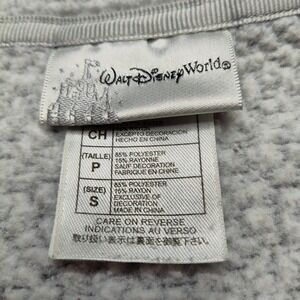 WALT DISNEY World®
CH
EXCEPTO DECORACION
HECHO EN CHINA
(TAILLE)
P
85% POLYESTER
15% RAYONNE
SAUF DECORATION
FABRIQUE EN CHINE
(SIZE)
S
85% POLYESTER
15% RAYON
EXCLUSIVE OF
DECORATION
MADE IN CHINA
CARE ON REVERSE
INDICATIONS AU VERSO
取り扱い表示は裏面を御覧下さい。